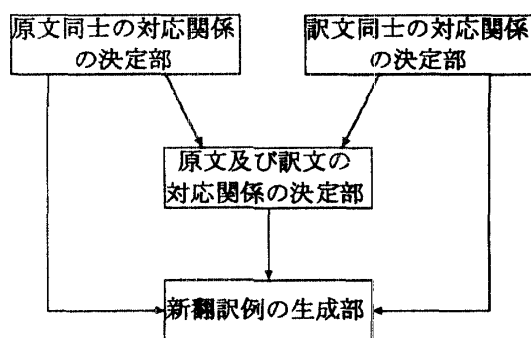 原文同士の対応関係
の決定部
訳文同士の対応関係
の決定部
原文及び訳文の
対応関係の決定部
新翻訳例の生成部